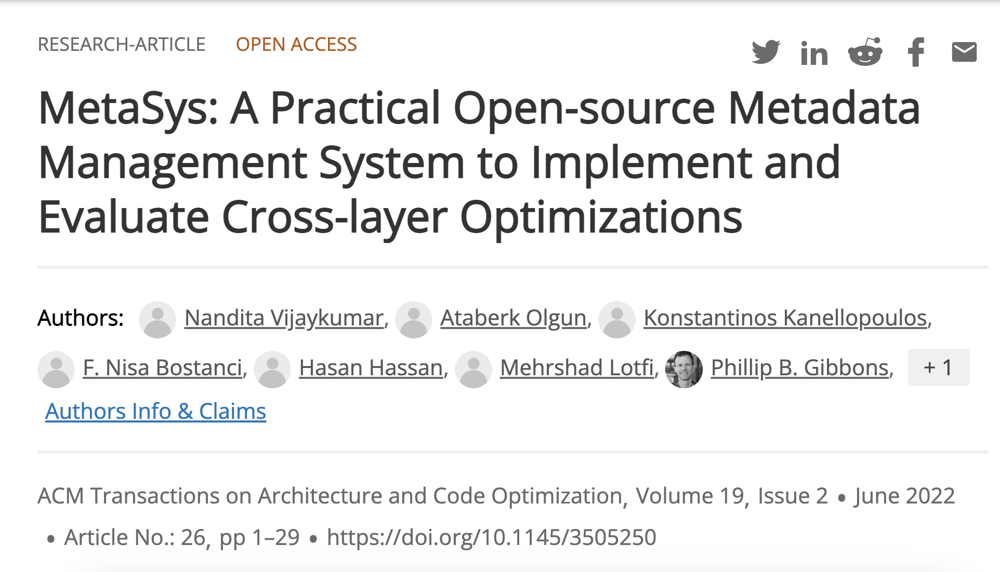 RESEARCH-ARTICLE OPEN ACCESS
in f
MetaSys: A Practical Open-source Metadata
Management System to Implement and
Evaluate Cross-layer Optimizations
Authors: Nandita Vijaykumar, Ataberk Olgun, Konstantinos Kanellopoulos,
F. Nisa Bostanci, Hasan Hassan, Mehrshad Lotfi, Phillip B. Gibbons, + 1
Authors Info & Claims
ACM Transactions on Architecture and Code Optimization, Volume 19, Issue 2 • June 2022
• Article No.: 26, pp 1–29 • https://doi.org/10.1145/3505250